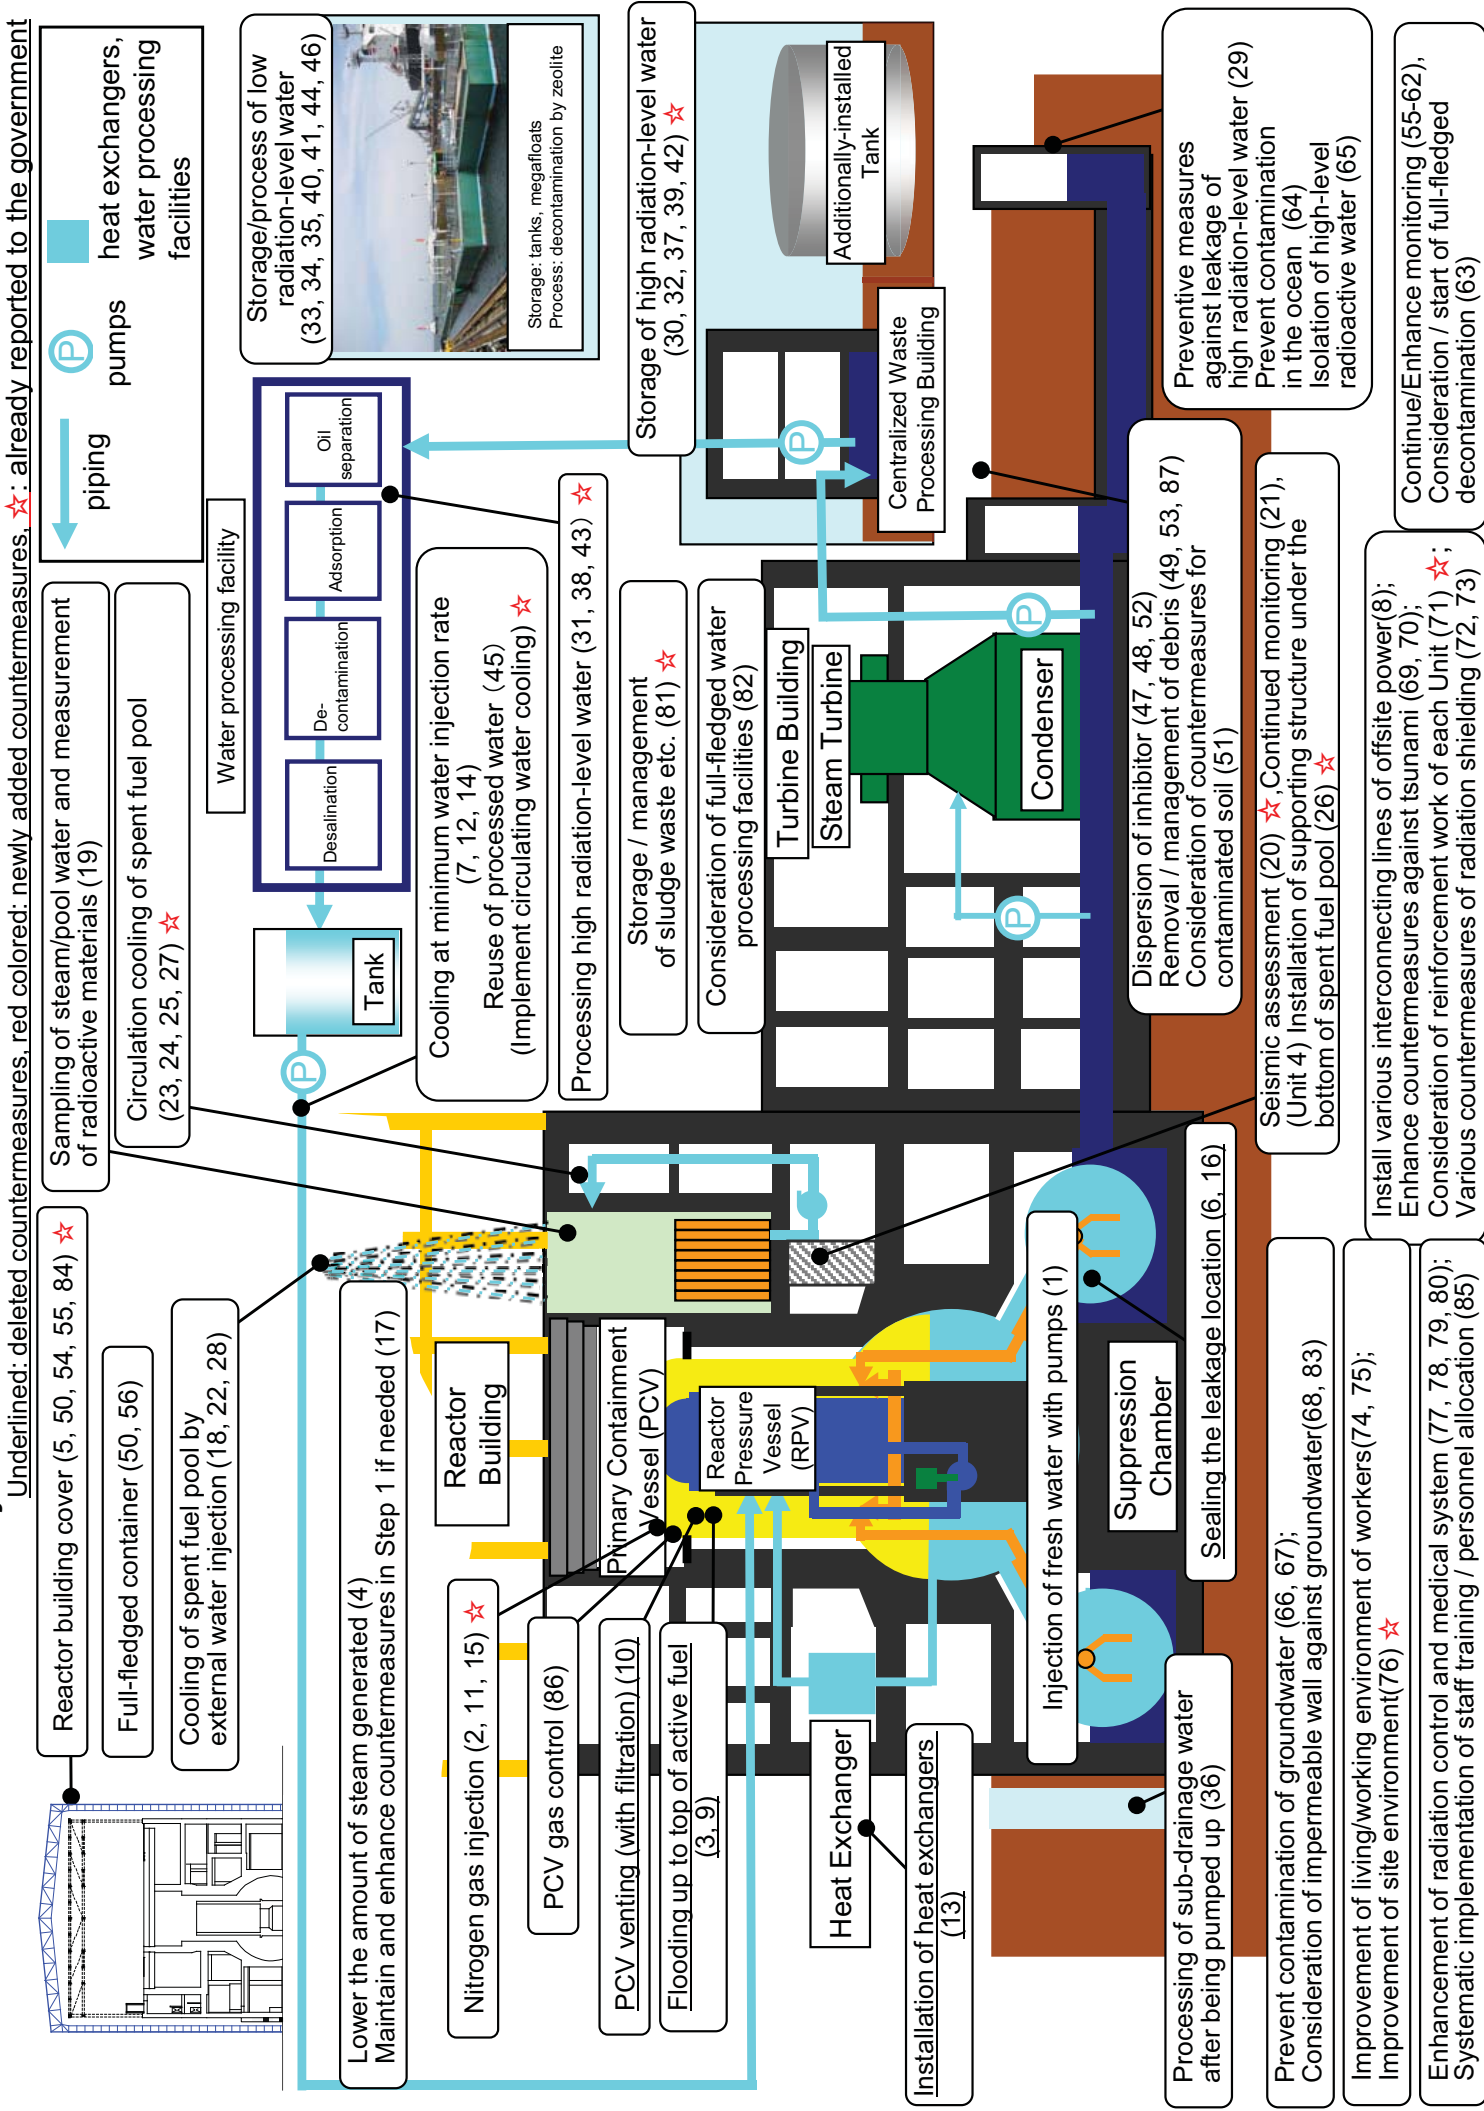 Underlined: deleted countermeasures, red colored: newly added countermeasures, ☆: already reported to the government
piping
pumps
heat exchangers,
water processing
facilities
Reactor building cover (5, 50, 54, 55, 84) ☆
Full-fledged container (50, 56)
Cooling of spent fuel pool by
external water injection (18, 22, 28)
Sampling of steam/pool water and measurement
of radioactive materials (19)
Circulation cooling of spent fuel pool
(23, 24, 25, 27) ☆
Water processing facility
Tank
Desalination
De-
contamination
Adsorption
Oil
separation
Storage/process of low
radiation-level water
(33, 34, 35, 40, 41, 44, 46)
Storage: tanks, megafloats
Process: decontamination by zeolite
Lower the amount of steam generated (4)
Maintain and enhance countermeasures in Step 1 if needed (17)
Cooling at minimum water injection rate
(7, 12, 14)
Reuse of processed water (45)
(Implement circulating water cooling) ☆
Processing high radiation-level water (31, 38, 43) ☆
Storage / management
of sludge waste etc. (81) ☆
Consideration of full-fledged water
processing facilities (82)
Storage of high radiation-level water
(30, 32, 37, 39, 42) ☆
Additionally-installed
Tank
Centralized Waste
Processing Building
Nitrogen gas injection (2, 11, 15) ☆
PCV gas control (86)
PCV venting (with filtration) (10)
Flooding up to top of active fuel
(3, 9)
Reactor
Building
Primary Containment
Vessel (PCV)
Reactor
Pressure
Vessel
(RPV)
Turbine Building
Steam Turbine
Condenser
P
P
P
P
P
Heat Exchanger
Installation of heat exchangers
(13)
Injection of fresh water with pumps (1)
Suppression
Chamber
Sealing the leakage location (6, 16)
Processing of sub-drainage water
after being pumped up (36)
Dispersion of inhibitor (47, 48, 52)
Removal / management of debris (49, 53, 87)
Consideration of countermeasures for
contaminated soil (51)
Preventive measures
against leakage of
high radiation-level water (29)
Prevent contamination
in the ocean (64)
Isolation of high-level
radioactive water (65)
Seismic assessment (20) ☆,Continued monitoring (21),
(Unit 4) Installation of supporting structure under the
bottom of spent fuel pool (26) ☆
Prevent contamination of groundwater (66, 67);
Consideration of impermeable wall against groundwater(68, 83)
Improvement of living/working environment of workers(74, 75);
Improvement of site environment(76) ☆
Enhancement of radiation control and medical system (77, 78, 79, 80);
Systematic implementation of staff training / personnel allocation (85)
Install various interconnecting lines of offsite power(8);
Enhance countermeasures against tsunami (69, 70);
Consideration of reinforcement work of each Unit (71) ☆;
Various countermeasures of radiation shielding (72, 73)
Continue/Enhance monitoring (55-62),
Consideration / start of full-fledged
decontamination (63)